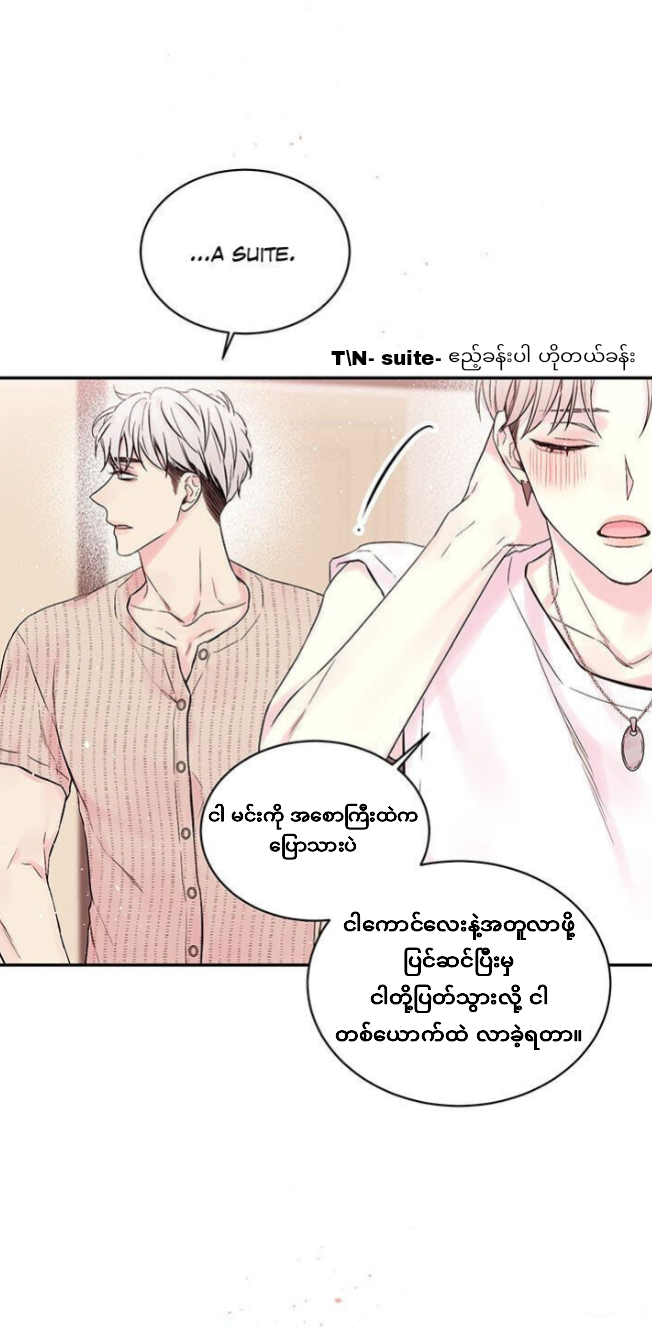 ...A SUITE.
T\N- suite- ဧည့်ခန်းပါ ဟိုတယ်ခန်း
ငါ မင်းကို အစောကြီးထဲက
ပြောသားပဲ
ငါကောင်လေးနဲ့အတူလာဖို့
ပြင်ဆင်ပြီးမှ
ငါတို့ပြတ်သွားလို့ ငါ
တစ်ယောက်ထဲ လာခဲ့ရတာ။